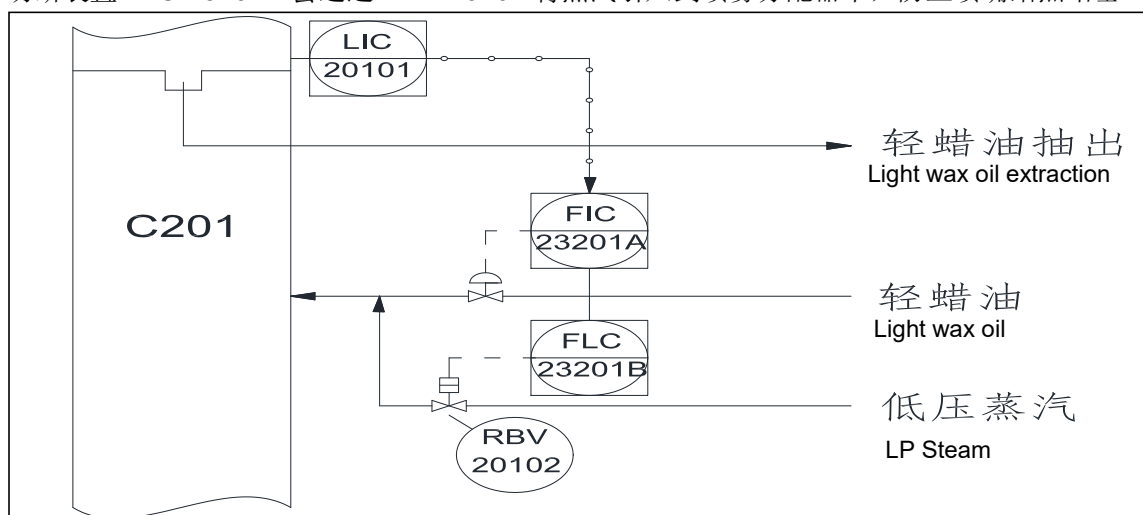 LIC
20101
轻蜡油抽出
Light wax oil extraction
C201
FIC
23201A
轻蜡油
Light wax oil
FLC
23201B
低压蒸汽
LP Steam
RBV
20102